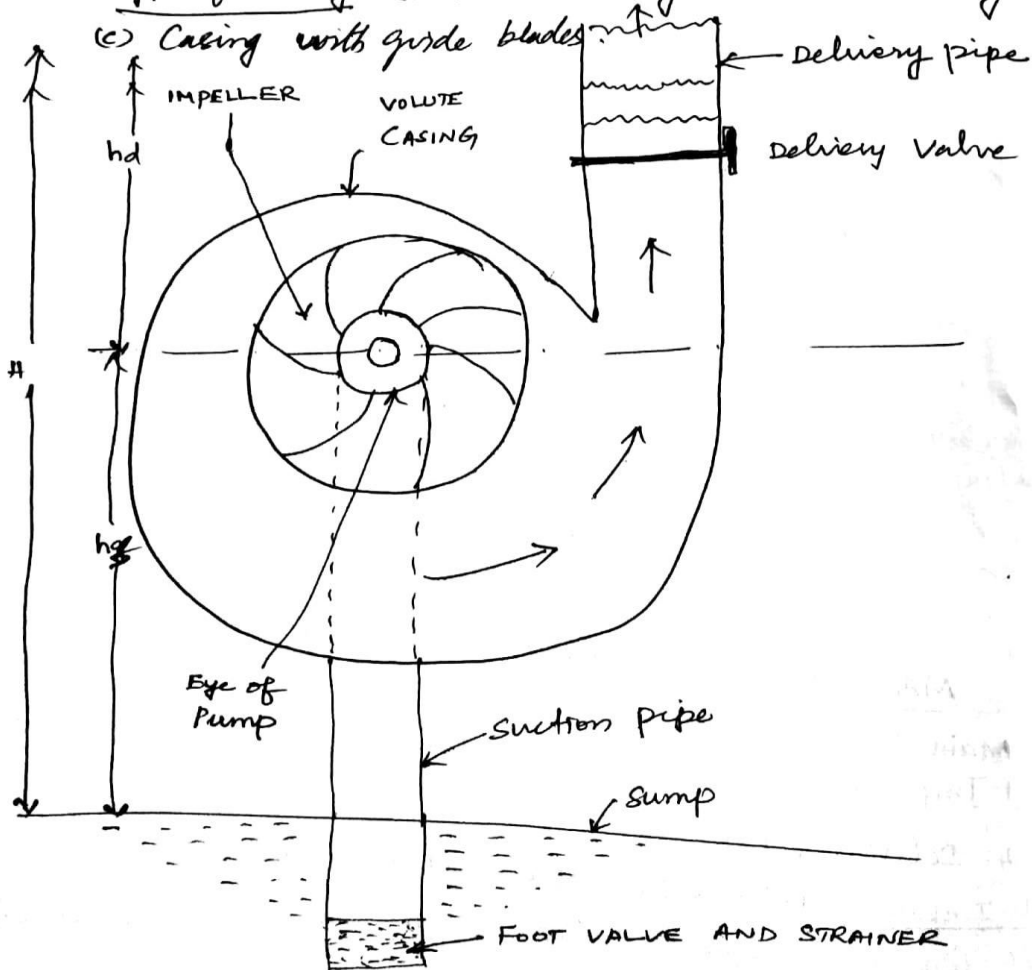 (c) Casing with guide blades
Delivery pipe
IMPELLER
VOLUTE
CASING
hd
Delivery Valve
H
hs
Eye of
Pump
Suction pipe
Sump
FOOT VALVE AND STRAINER